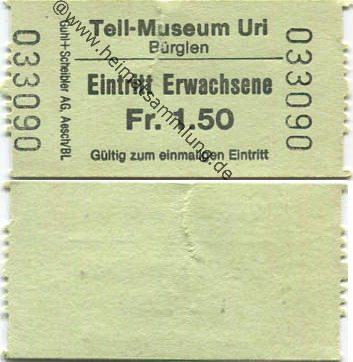 Tell-Museum Uri
Bürglen
Eintritt Erwachsene
Fr. 1.50
Gültig zum einmaligen Eintritt
033090
Guhl + Scheibler AG, Aesch/BL
033090
@www.heimatsammlung.de